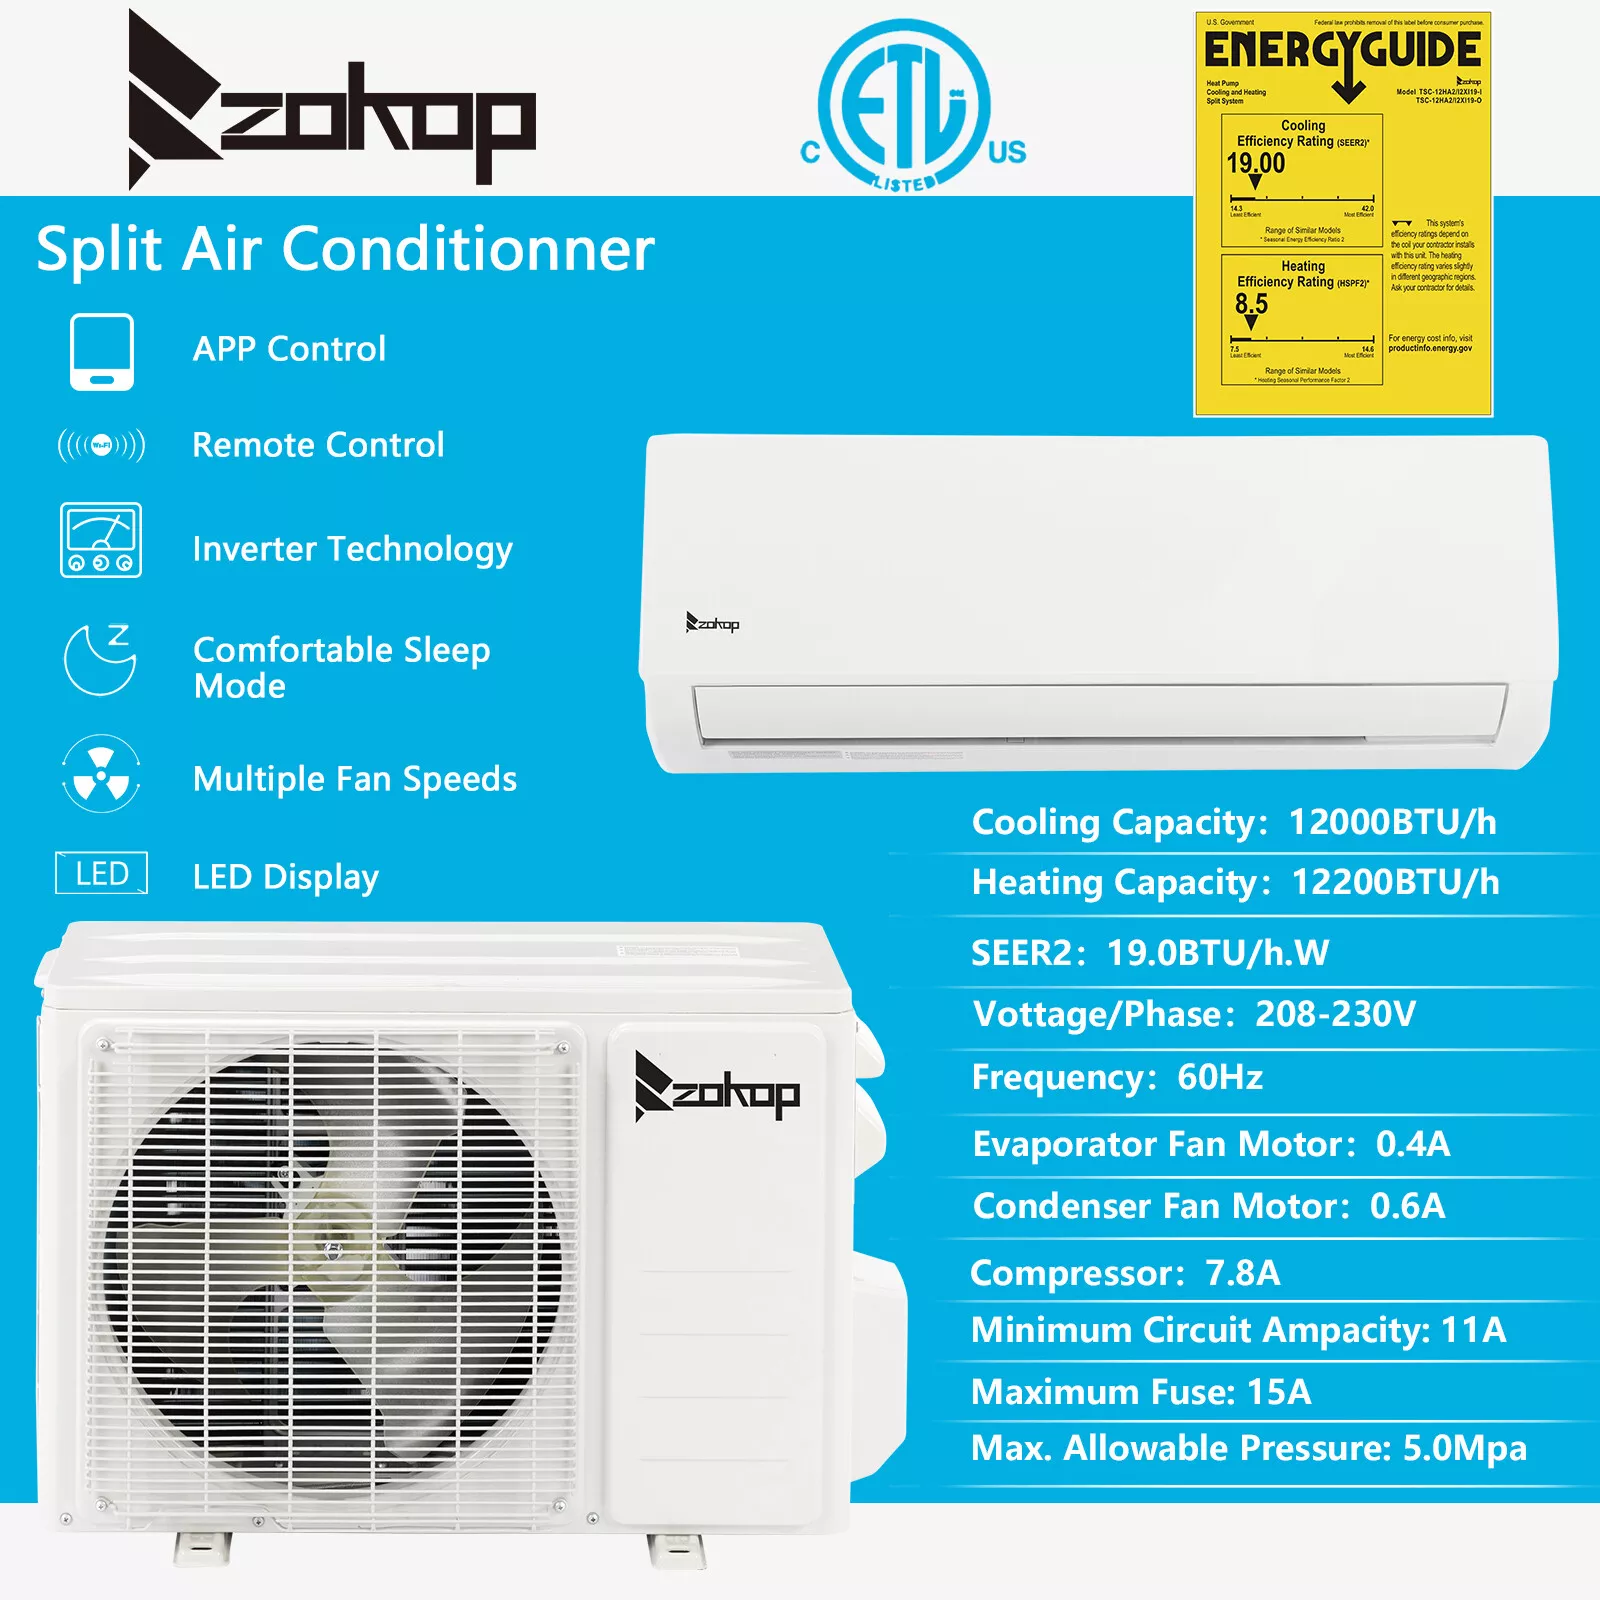 zokop
C ETL US
LISTED
U.S. Government
Federal law prohibits removal of this label before consumer purchase.
ENERGYGUIDE
Heat Pump
Cooling and Heating
Split System
zokop
Model TSC-12HA2/I2XI19-I
TSC-12HA2/I2XI19-O
Cooling
Efficiency Rating (SEER2)*
19.00
14.3
42.0
Least Efficient
Most Efficient
Range of Similar Models
* Seasonal Energy Efficiency Ratio 2
This system's
efficiency ratings depend on
the coil your contractor installs
with this unit. The heating
efficiency rating varies slightly
in different geographic regions.
Ask your contractor for details.
Heating
Efficiency Rating (HSPF2)*
8.5
7.5
14.6
Least Efficient
Most Efficient
Range of Similar Models
* Heating Seasonal Performance Factor 2
For energy cost info, visit
productinfo.energy.gov
Split Air Conditionner
APP Control
Wi-Fi
Remote Control
Inverter Technology
Z
Comfortable Sleep
Mode
Multiple Fan Speeds
LED
LED Display
zokop
zokop
Cooling Capacity: 12000BTU/h
Heating Capacity: 12200BTU/h
SEER2: 19.0BTU/h.W
Vottage/Phase: 208-230V
Frequency: 60Hz
Evaporator Fan Motor: 0.4A
Condenser Fan Motor: 0.6A
Compressor: 7.8A
Minimum Circuit Ampacity: 11A
Maximum Fuse: 15A
Max. Allowable Pressure: 5.0Mpa